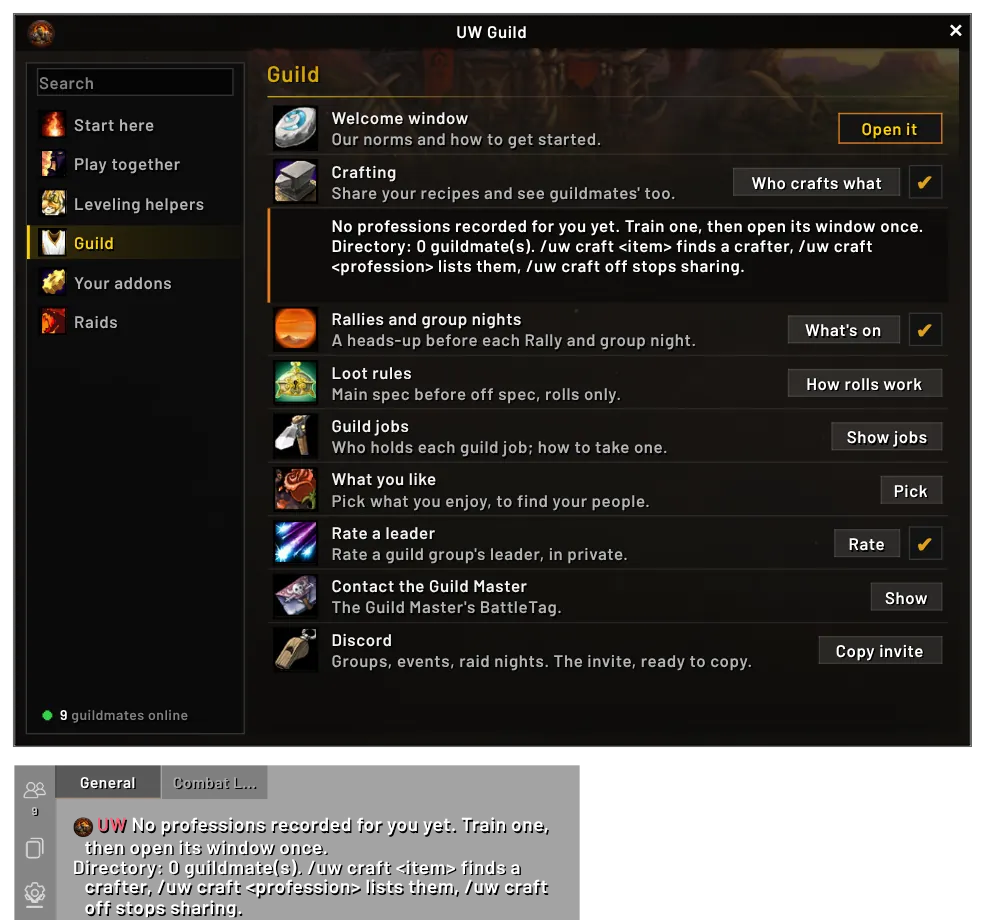 UW Guild
Search
Start here
Play together
Leveling helpers
Guild
Your addons
Raids
9 guildmates online
Guild
Welcome window
Our norms and how to get started.
Open it
Crafting
Share your recipes and see guildmates' too.
Who crafts what
No professions recorded for you yet. Train one, then open its window once.
Directory: 0 guildmate(s). /uw craft <item> finds a crafter, /uw craft
<profession> lists them, /uw craft off stops sharing.
Rallies and group nights
A heads-up before each Rally and group night.
What's on
Loot rules
Main spec before off spec, rolls only.
How rolls work
Guild jobs
Who holds each guild job; how to take one.
Show jobs
What you like
Pick what you enjoy, to find your people.
Pick
Rate a leader
Rate a guild group's leader, in private.
Rate
Contact the Guild Master
The Guild Master's BattleTag.
Show
Discord
Groups, events, raid nights. The invite, ready to copy.
Copy invite
9
General
Combat L...
UW No professions recorded for you yet. Train one,
then open its window once.
Directory: 0 guildmate(s). /uw craft <item> finds a
crafter, /uw craft <profession> lists them, /uw craft
off stops sharing.